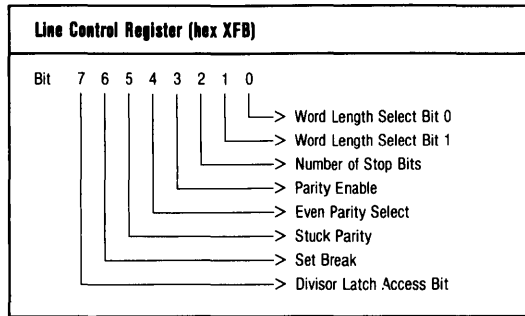 Line Control Register (hex XFB)
Bit 7 6 5 4 3 2 1 0
Word Length Select Bit 0
Word Length Select Bit 1
Number of Stop Bits
Parity Enable
Even Parity Select
Stuck Parity
Set Break
Divisor Latch Access Bit